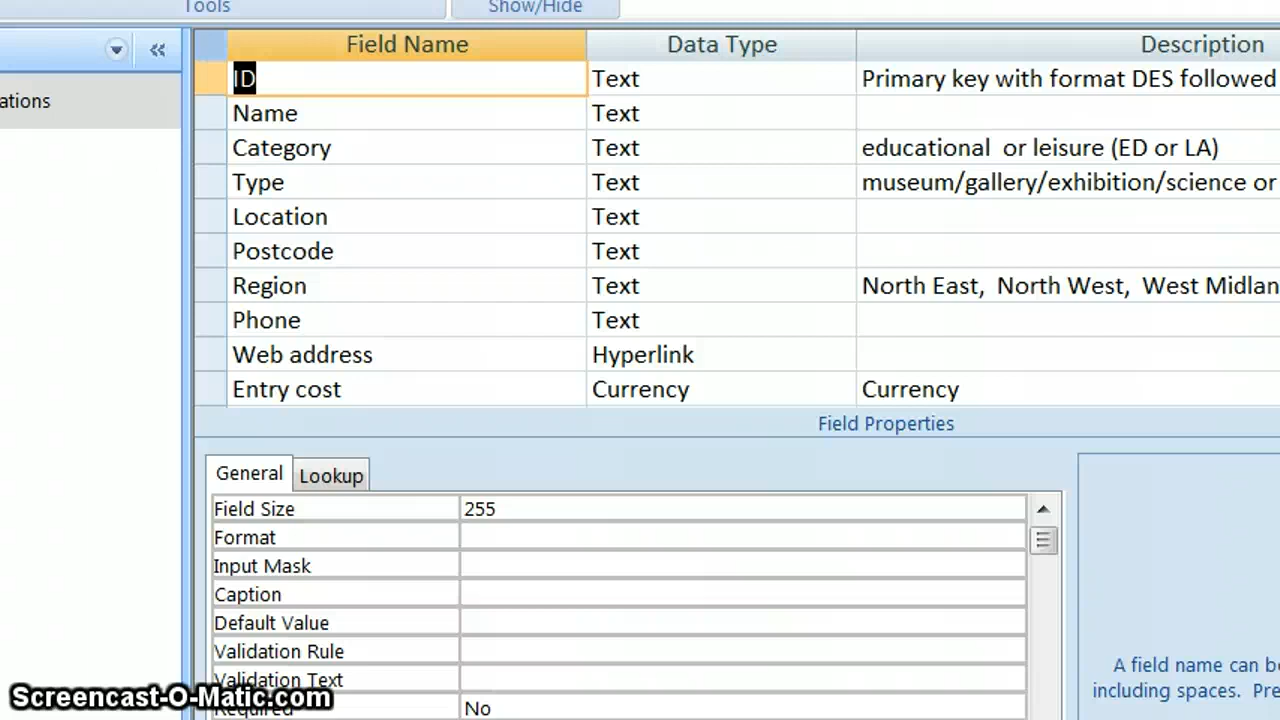 Tools Show/Hide
Field Name Data Type Description
ations
ID Text Primary key with format DES followed
Name Text
Category Text educational or leisure (ED or LA)
Type Text museum/gallery/exhibition/science or
Location Text
Postcode Text
Region Text North East, North West, West Midlan
Phone Text
Web address Hyperlink
Entry cost Currency Currency
Field Properties
General Lookup
Field Size 255
Format
Input Mask
Caption
Default Value
Validation Rule
Validation Text
Required No
A field name can be
including spaces. Pre
Screencast-O-Matic.com